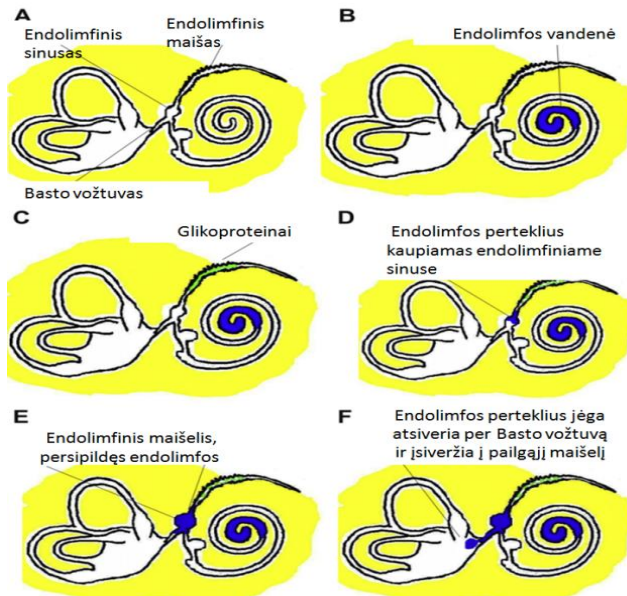 A
Endolimfinis
sinusas
Endolimfinis
maišas
Basto vožtuvas
B
Endolimfos vandenė
C
Glikoproteinai
D
Endolimfos perteklius
kaupiamas endolimfiniame
sinuse
E
Endolimfinis maišelis,
persipildęs endolimfos
F
Endolimfos perteklius jėga
atsiveria per Basto vožtuvą
ir įsiveržia į pailgąjį maišelį